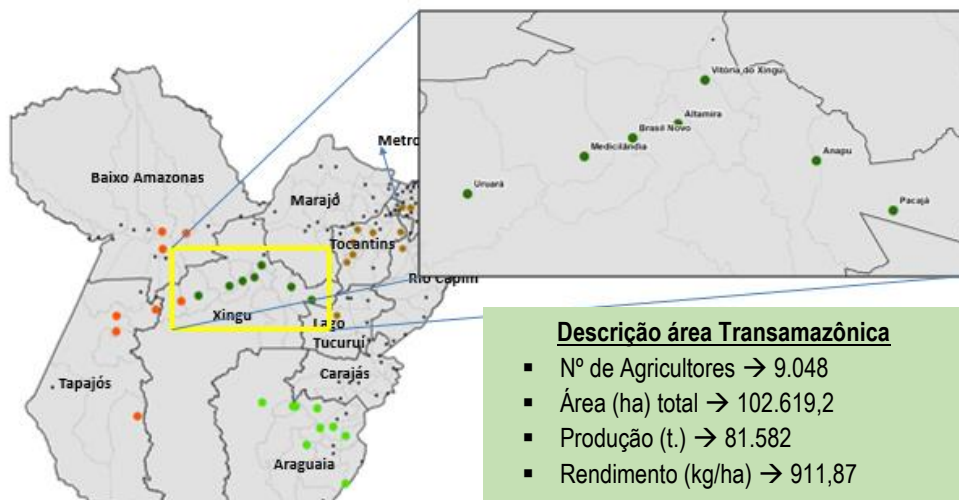 Baixo Amazonas
Marajó
Metro
Tocantins
Rio Capim
Xingu
Lago
Tucuruí
Carajás
Tapajós
Araguaia
Vitória do Xingu
Altamira
Brasil Novo
Medicilândia
Anapu
Uruará
Pacajá
Descrição área Transamazônica
▪ Nº de Agricultores → 9.048
▪ Área (ha) total → 102.619,2
▪ Produção (t.) → 81.582
▪ Rendimento (kg/ha) → 911,87